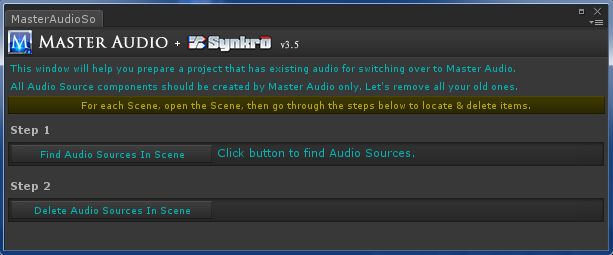 MasterAudioSo
M MASTER AUDIO + Synkro v3.5
This window will help you prepare a project that has existing audio for switching over to Master Audio.
All Audio Source components should be created by Master Audio only. Let's remove all your old ones.
For each Scene, open the Scene, then go through the steps below to locate & delete items.
Step 1
Find Audio Sources In Scene Click button to find Audio Sources.
Step 2
Delete Audio Sources In Scene